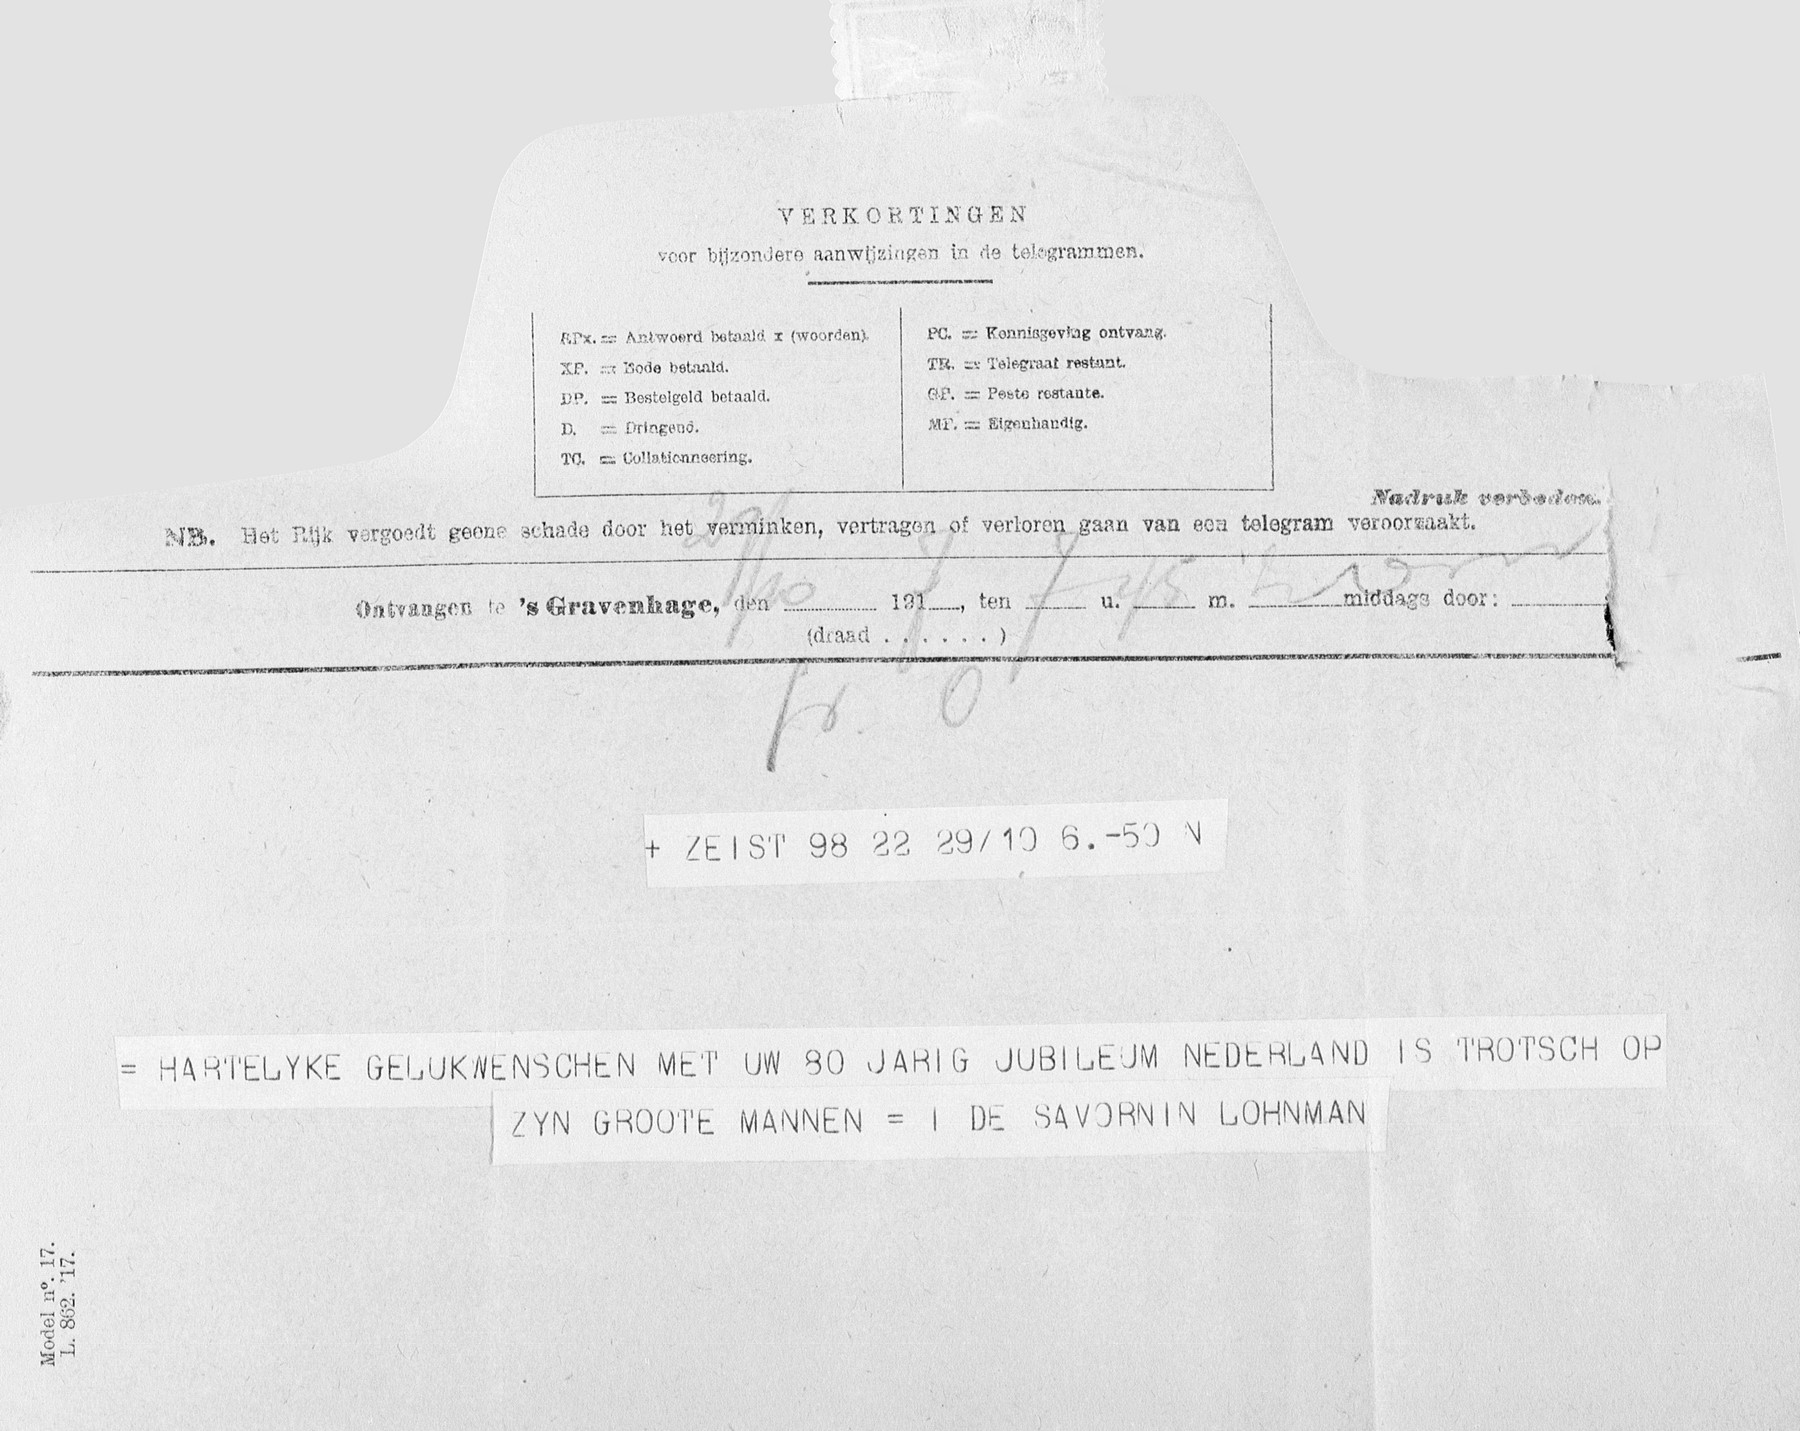 VERKORTINGEN
voor bijzondere aanwijzingen in de telegrammen.
RPx. = Antwoord betaald x (woorden).
XP. = Bode betaald.
DP. = Bestelgeld betaald.
D. = Dringend.
TC. = Collationneering.
PC. = Kennisgeving ontvang.
TR. = Telegraaf restant.
GP. = Poste restante.
MP. = Eigenhandig.
Nadruk verboden.
NB. Het Rijk vergoedt geene schade door het verminken, vertragen of verloren gaan van een telegram veroorzaakt.
Ontvangen te 's Gravenhage, den 29/10 191 , ten u. m. middags door:
(draad . . . . . . )
+ ZEIST 98 22 29/10 6.-50 N
= HARTELYKE GELUKWENSCHEN MET UW 80 JARIG JUBILEUM NEDERLAND IS TROTSCH OP
ZYN GROOTE MANNEN = I DE SAVORNIN LOHNMAN
Model nº. 17.
L. 862. '17.